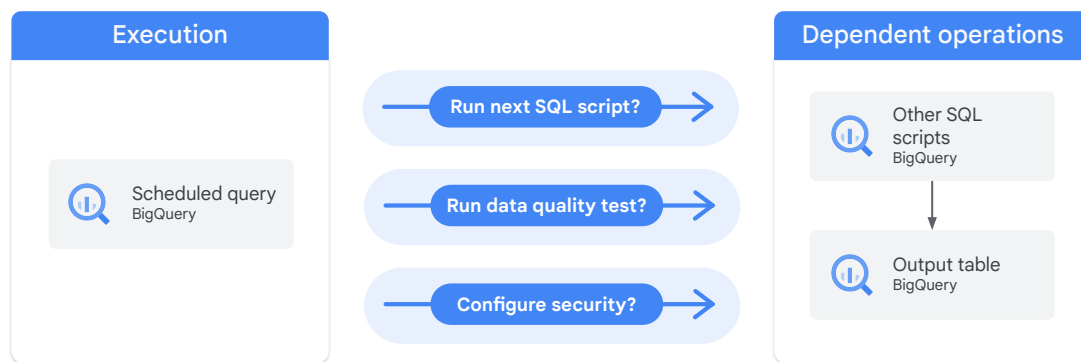 Execution
Scheduled query
BigQuery
Run next SQL script?
Run data quality test?
Configure security?
Dependent operations
Other SQL
scripts
BigQuery
Output table
BigQuery